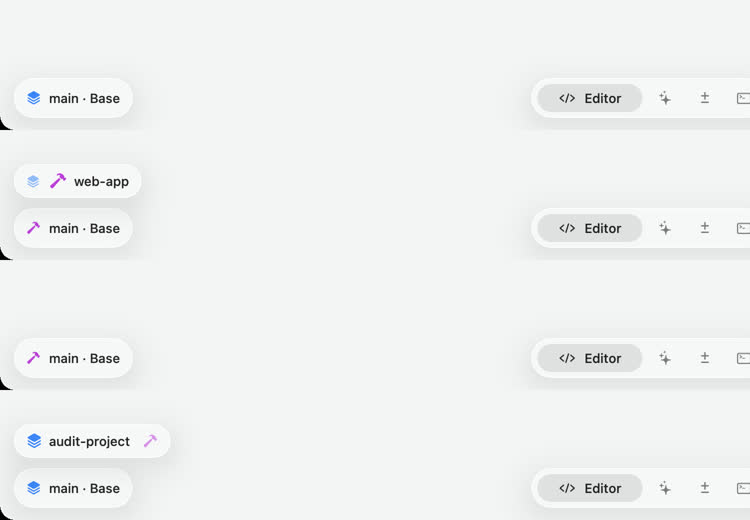 main · Base
</> Editor
web-app
main · Base
</> Editor
main · Base
</> Editor
audit-project
main · Base
</> Editor